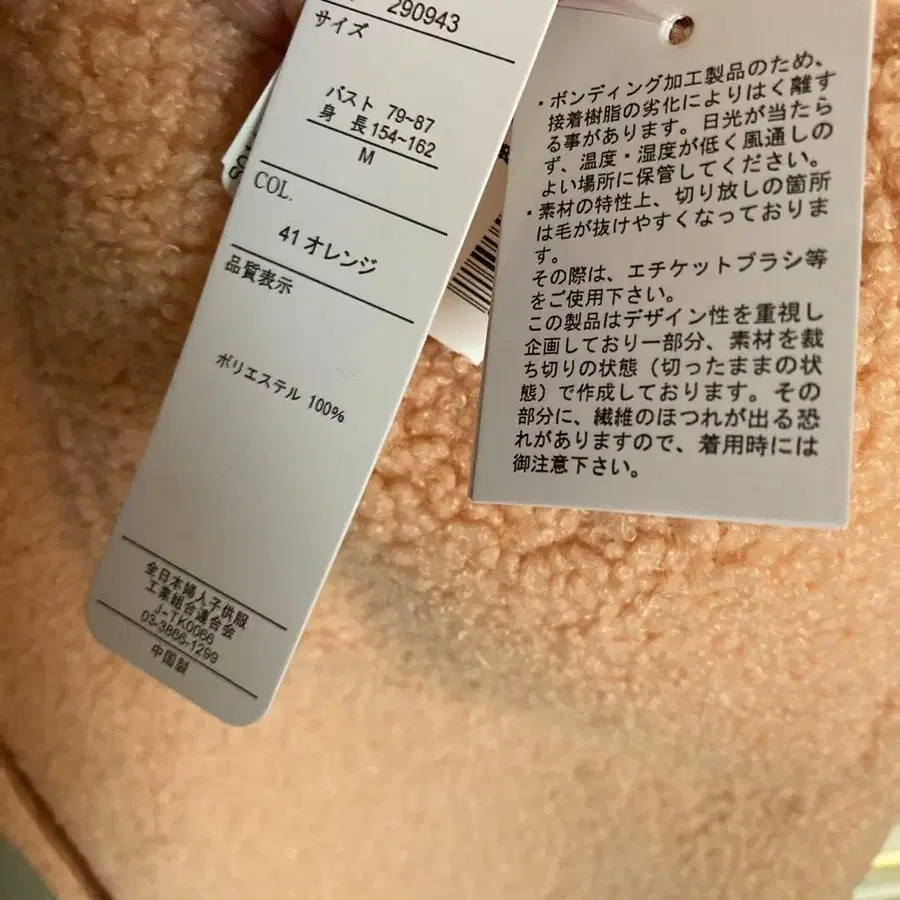 290943
サイズ
バスト 79~87
身 長 154~162
M
COL.
41 オレンジ
品質表示
ポリエステル 100%
全日本婦人子供服
工業組合連合会
J-TK0066
03-3866-1299
中国製
・ボンディング加工製品のため、
接着樹脂の劣化によりはく離す
る事があります。日光が当たら
ず、温度・湿度が低く風通しの
よい場所に保管してください。
・素材の特性上、切り放しの箇所
は毛が抜けやすくなっておりま
す。
その際は、エチケットブラシ等
をご使用下さい。
この製品はデザイン性を重視し
企画しており一部分、素材を裁
ち切りの状態（切ったままの状
態）で作成しております。その
部分に、繊維のほつれが出る恐
れがありますので、着用時には
御注意下さい。